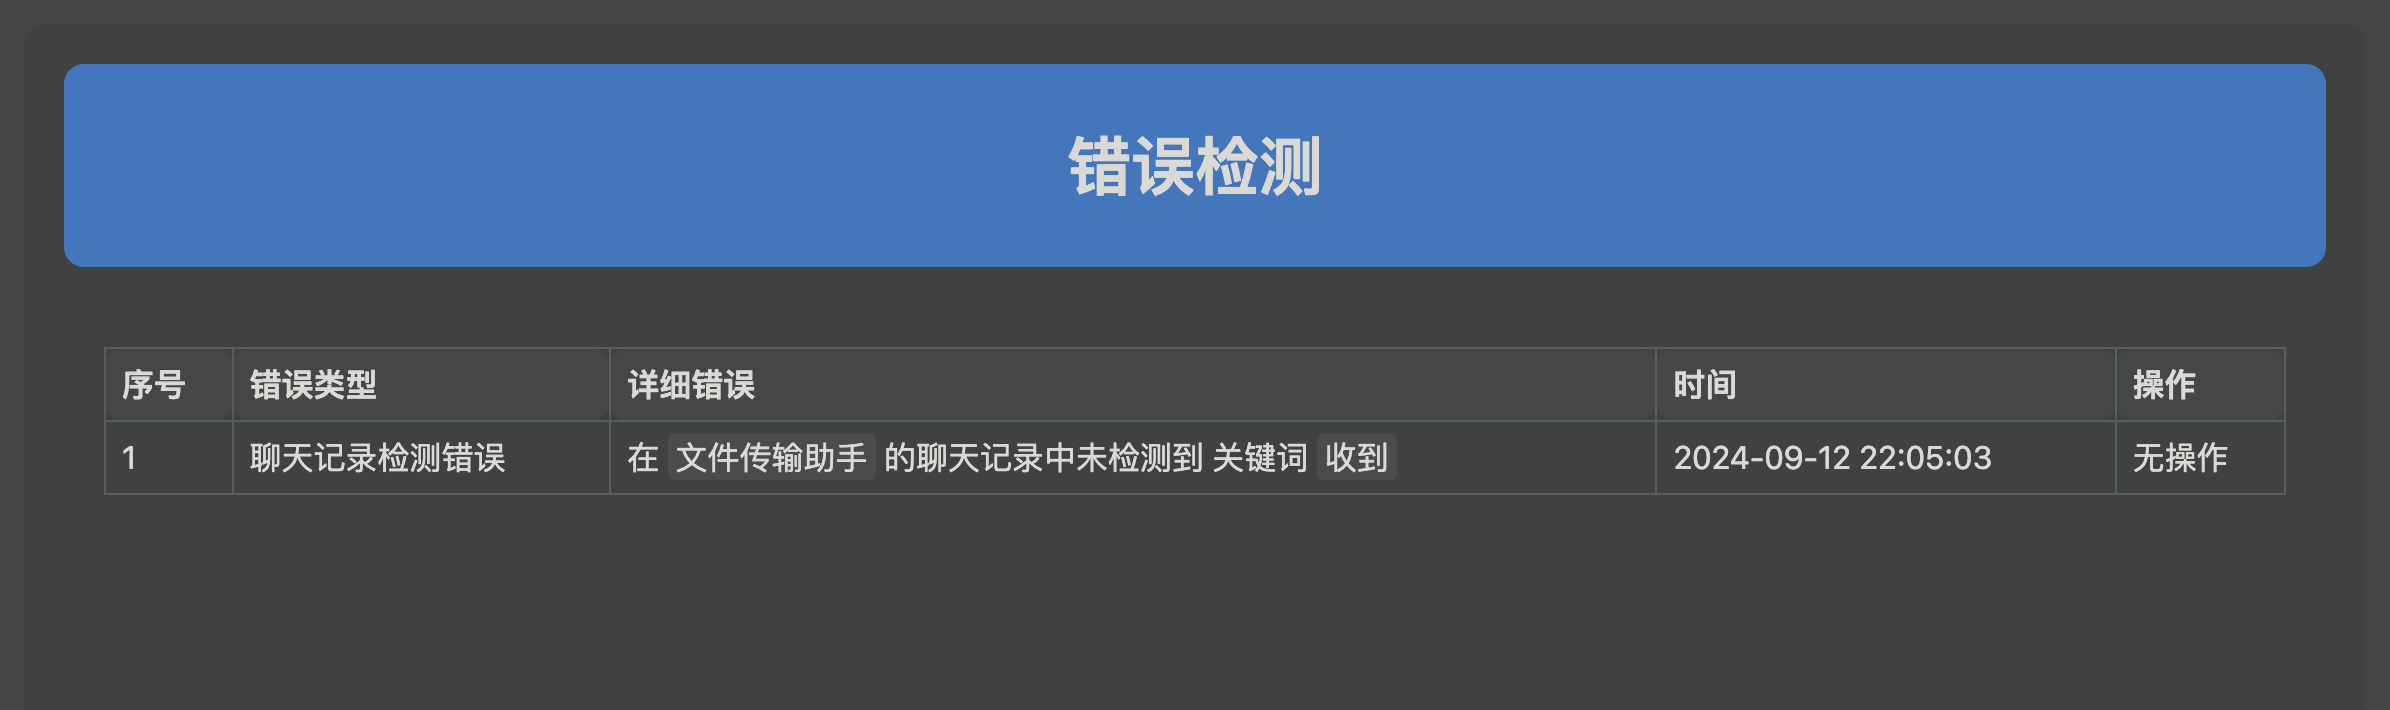 错误检测
序号 错误类型 详细错误 时间 操作
1 聊天记录检测错误 在 文件传输助手 的聊天记录中未检测到 关键词 收到 2024-09-12 22:05:03 无操作